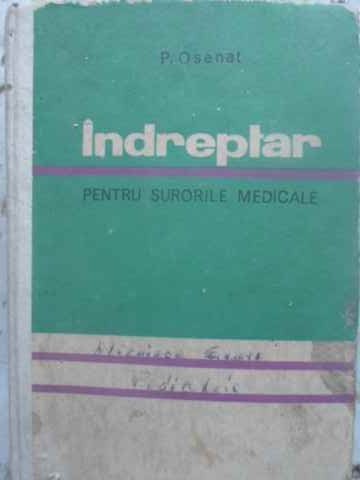 P. Osenat
Îndreptar
PENTRU SURORILE MEDICALE